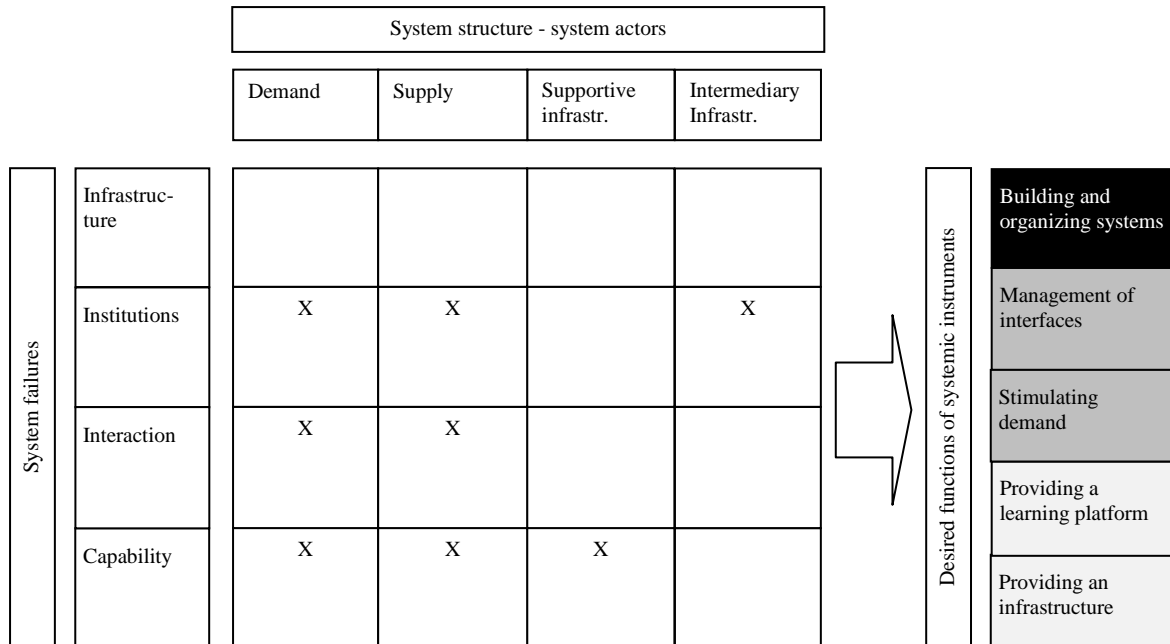 System structure - system actors
Demand
Supply
Supportive
infrastr.
Intermediary
Infrastr.
System failures
Infrastruc-
ture
Institutions
X
X
X
Interaction
X
X
Capability
X
X
X
Desired functions of systemic instruments
Building and
organizing systems
Management of
interfaces
Stimulating
demand
Providing a
learning platform
Providing an
infrastructure